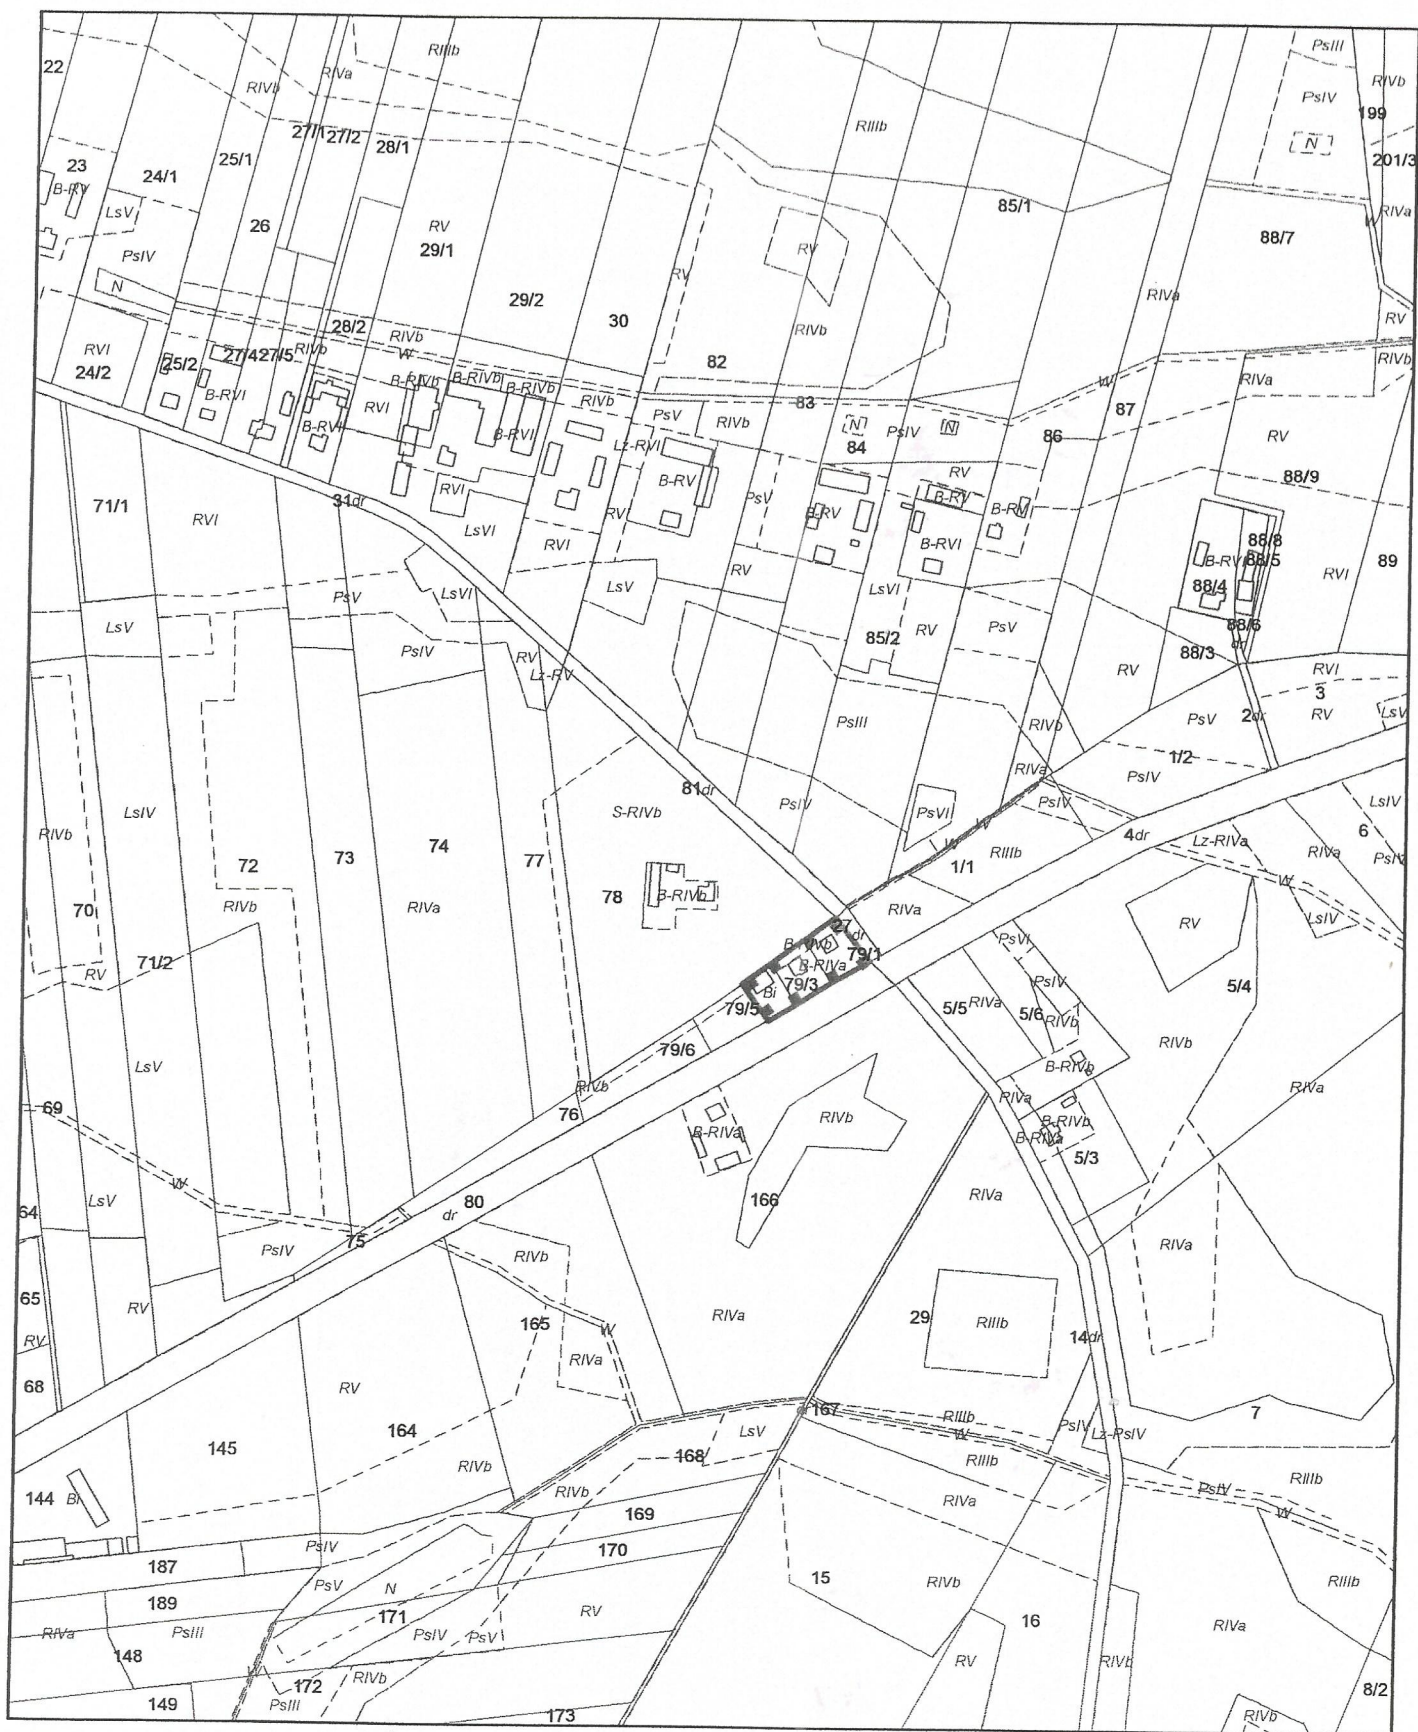 RIIIb
PsIII
22
RIVa
RIVb
RIVb
PsIV
199
27/1
27/2
28/1
RIIIb
N
201/3
25/1
23
24/1
B-RV
LsV
26
RV
29/1
85/1
RIVa
W
88/7
PsIV
RV
N
RV
RIVa
29/2
30
RV
28/2
RIVb
RIVb
RVI
24/2
25/2
27/4
27/5
RIVb
W
82
RIVb
B-RIVb
B-RIVb
B-RIVb
RIVa
W
B-RVI
RVI
RIVb
PsV
RIVb
83
87
B-RVI
B-RVI
Lz-RVI
N
84
PsIV
N
86
RV
71/1
RVI
31dr
RVI
B-RV
PsV
RV
B-RV
88/9
LsVI
RVI
B-RV
B-RV
RVI
B-RVI
88/8
B-RVI
88/5
RVI
89
LsV
PsV
LsVI
LsV
RV
LsVI
88/4
85/2
RV
PsV
88/6
dr
PsIV
RV
Lz-RV
88/3
RVI
RV
3
PsIII
RIVb
PsV
2dr
RV
LsV
1/2
RIVa
PsIV
81dr
PsIV
PsVI
PsIV
LsIV
LsIV
S-RIVb
W
4dr
Lz-RIVa
6
RIVb
W
RIIIb
RIVa
PsIV
72
73
74
77
1/1
W
78
B-RIVb
70
RIVb
RIVa
RIVa
LsIV
27
dr
RV
B-RIVb
PsVI
71/2
79/1
RV
B-RIVa
PsIV
Bi
79/3
5/4
79/5
5/5
RIVa
5/6
RIVb
79/6
RIVb
LsV
B-RIVb
RIVb
RIVa
69
76
RIVa
RIVb
B-RIVa
B-RIVb
B-RIVa
5/3
W
RIVa
64
LsV
80
166
dr
75
PsIV
RIVb
RIVa
65
RV
RIVa
29
RIIIb
165
W
14dr
RV
RIVa
68
RV
167
RIIIb
7
164
PsIV
Lz-PsIV
145
168
LsV
W
RIIIb
RIVb
RIIIb
144
Bi
RIVb
RIVa
PsIV
W
169
PsIV
170
187
PsV
N
15
RIVb
RIIIb
189
RV
171
16
RIVa
PsIII
PsIV
PsV
RIVa
148
W
RIVb
RV
RIVb
172
149
PsIII
8/2
173
RIVb